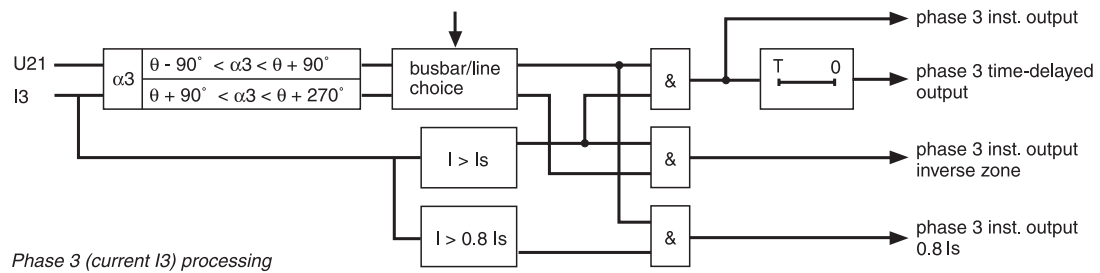 phase 3 inst. output
U21
I3
α3
θ - 90° < α3 < θ + 90°
θ + 90° < α3 < θ + 270°
busbar/line
choice
&
T 0
phase 3 time-delayed
output
I > Is
&
phase 3 inst. output
inverse zone
I > 0.8 Is
&
phase 3 inst. output
0.8 Is
Phase 3 (current I3) processing